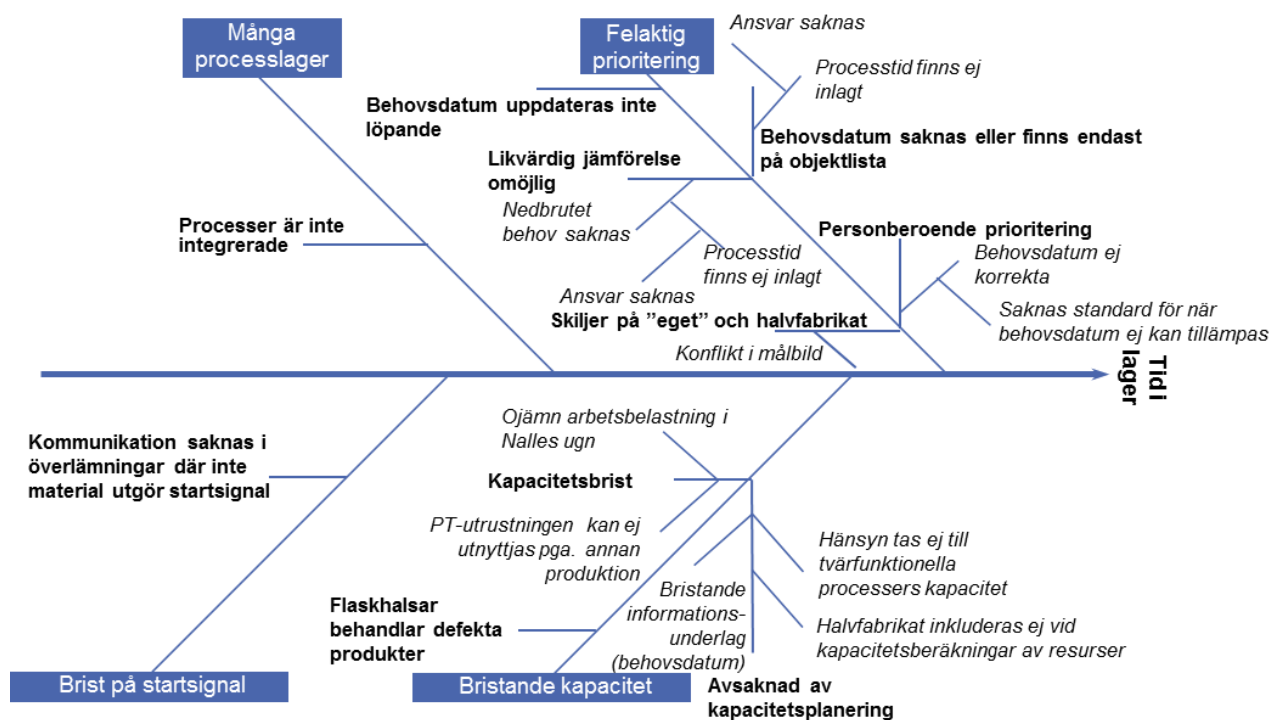 Många
processlager
Felaktig
prioritering
Ansvar saknas
Processtid finns ej
inlagt
Behovsdatum uppdateras inte
löpande
Behovsdatum saknas eller finns endast
på objektlista
Likvärdig jämförelse
omöjlig
Nedbrutet
behov saknas
Processer är inte
integrerade
Personberoende prioritering
Processtid
finns ej inlagt
Behovsdatum ej
korrekta
Ansvar saknas
Saknas standard för när
behovsdatum ej kan tillämpas
Skiljer på ”eget” och halvfabrikat
Konflikt i målbild
Tid i
lager
Ojämn arbetsbelastning i
Nalles ugn
Kommunikation saknas i
överlämningar där inte
material utgör startsignal
Kapacitetsbrist
PT-utrustningen kan ej
utnyttjas pga. annan
produktion
Hänsyn tas ej till
tvärfunktionella
processers kapacitet
Bristande
informations-
underlag
(behovsdatum)
Flaskhalsar
behandlar defekta
produkter
Halvfabrikat inkluderas ej vid
kapacitetsberäkningar av resurser
Brist på startsignal
Bristande kapacitet
Avsaknad av
kapacitetsplanering